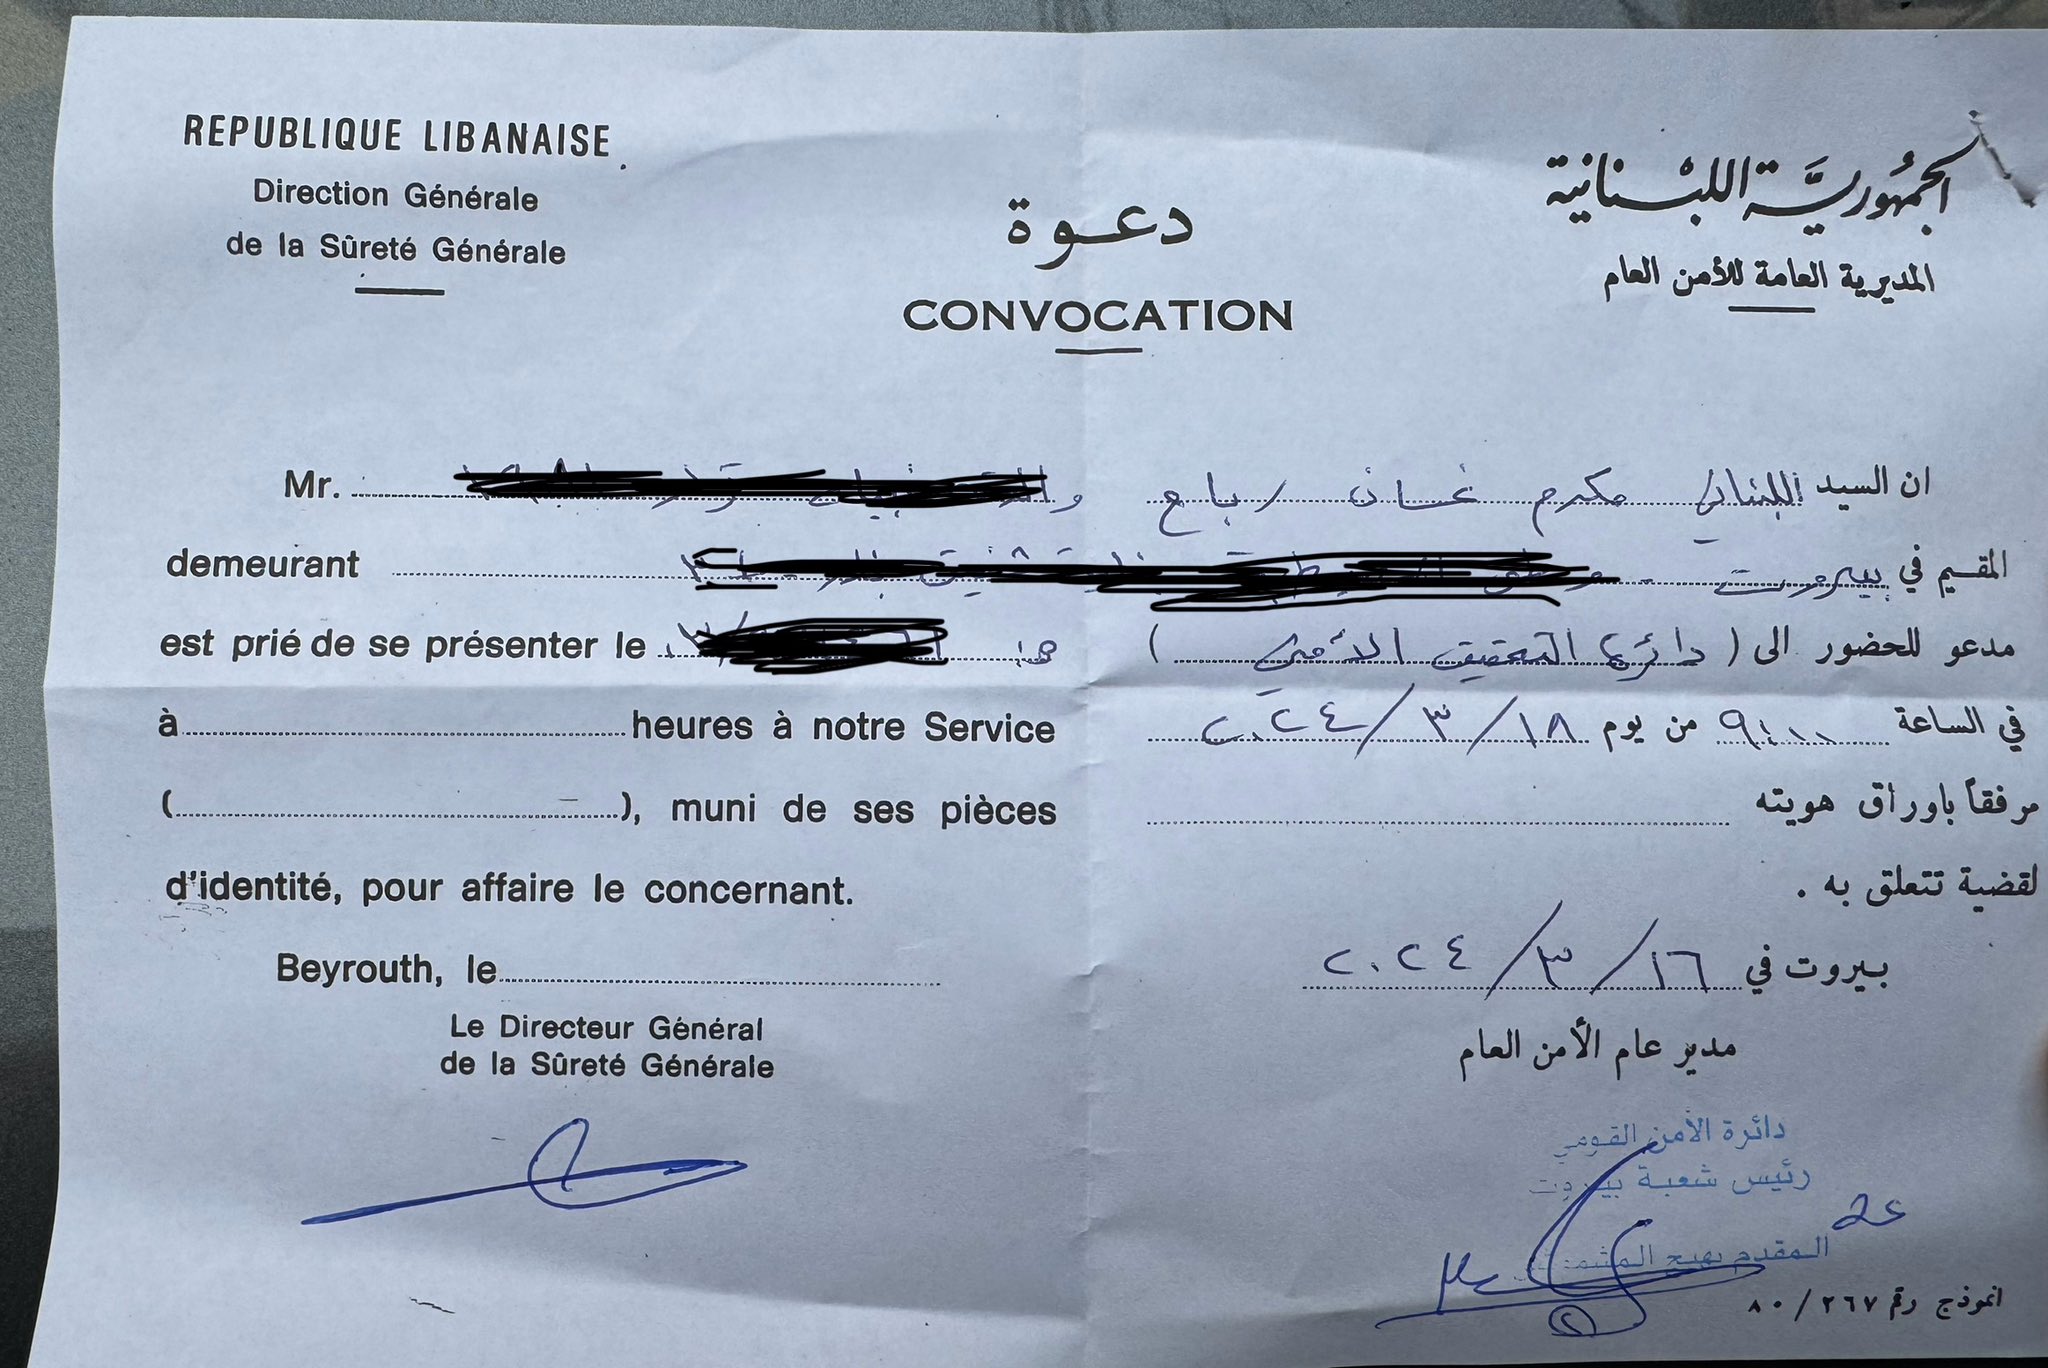 REPUBLIQUE LIBANAISE
Direction Générale
de la Sûreté Générale
الجمهورية اللبنانية
المديرية العامة للأمن العام
دعوة
CONVOCATION
ان السيد اللبناني مكرم غسان رباح
المقيم في بيروت
مدعو للحضور الى ( دائرة التحقيق الأمني )
في الساعة ٩:٠٠ من يوم ١٨/٣/٢٠٢٤
مرفقاً باوراق هويته
لقضية تتعلق به .
بيروت في ١٦/٣/٢٠٢٤
مدير عام الأمن العام
دائرة الأمن القومي
رئيس شعبة بيروت
المقدم بهيج
انموذج رقم ٢٦٧/٨٠
Mr.
demeurant
est prié de se présenter le
à heures à notre Service
( ), muni de ses pièces
d'identité, pour affaire le concernant.
Beyrouth, le
Le Directeur Général
de la Sûreté Générale